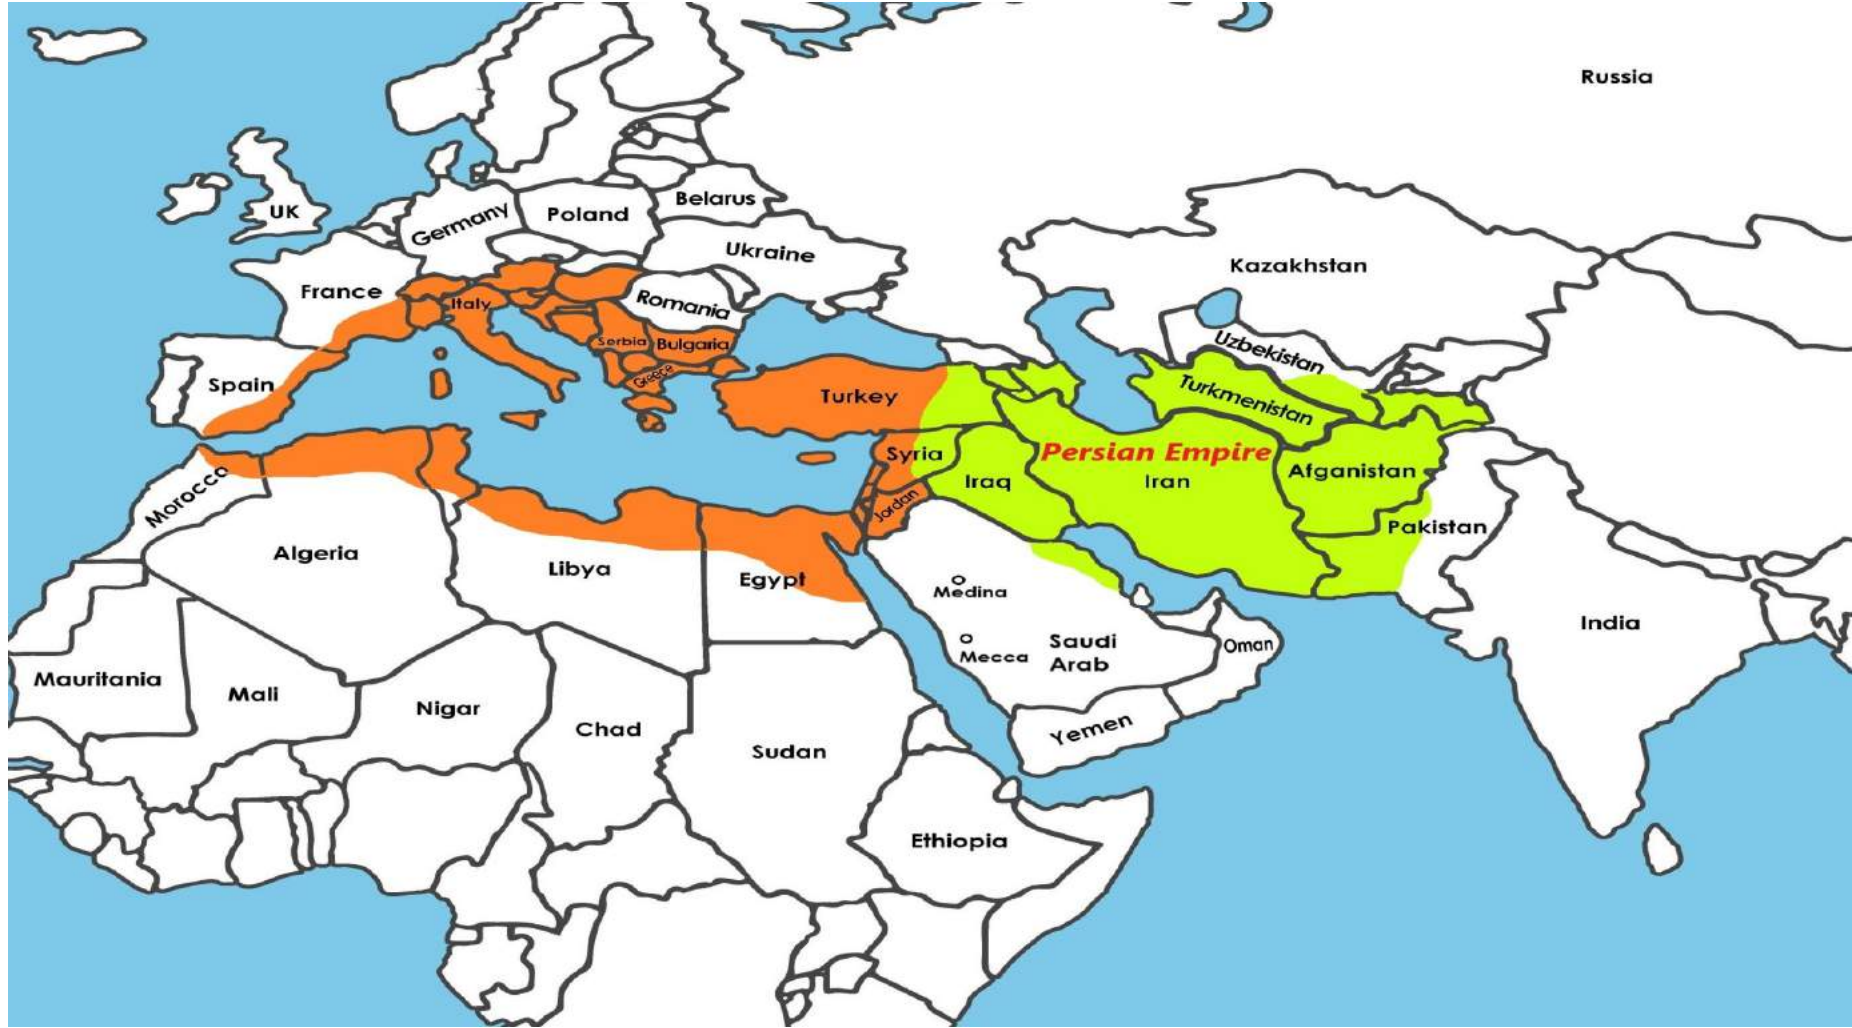 Russia
Belarus
UK
Germany
Poland
Ukraine
Kazakhstan
France
Italy
Romania
Serbia
Bulgaria
Uzbekistan
Spain
Greece
Turkey
Turkmenistan
Syria
Persian Empire
Morocco
Iraq
Iran
Afganistan
Jordan
Pakistan
Algeria
Libya
Egypt
Medina
India
Mecca
Saudi
Arab
Oman
Mauritania
Mali
Nigar
Chad
Sudan
Yemen
Ethiopia